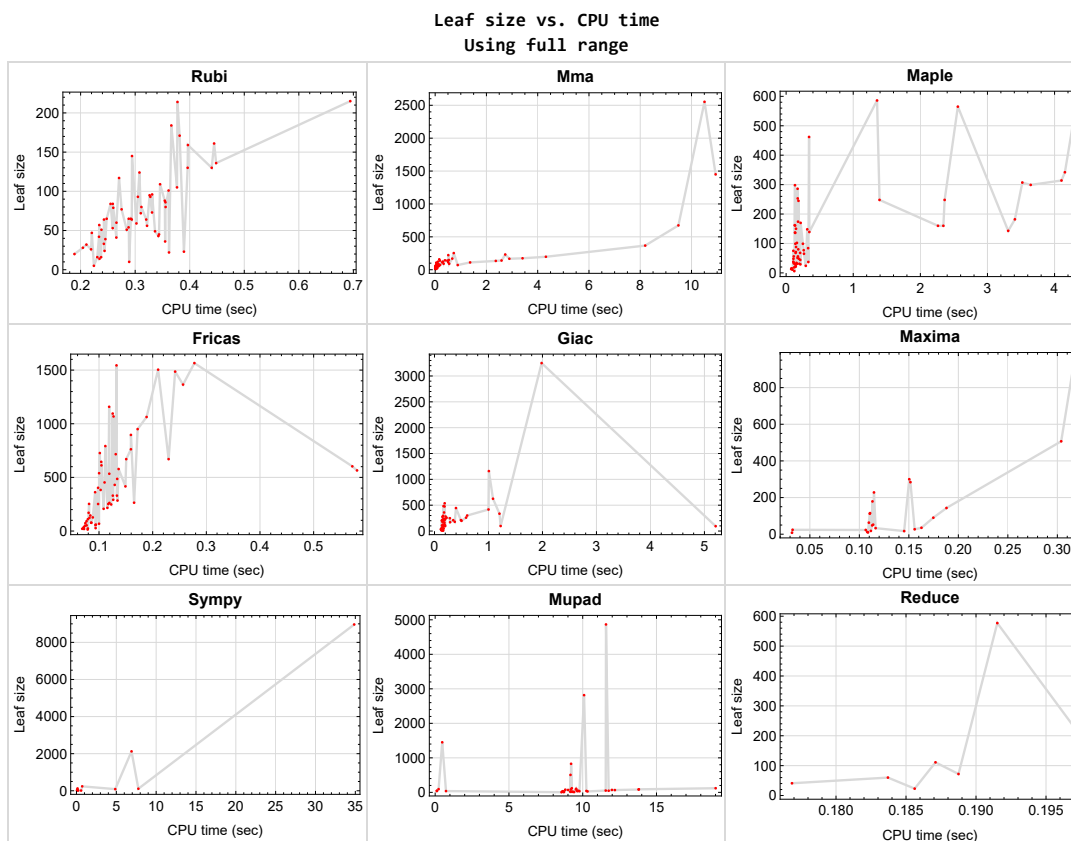 Leaf size vs. CPU time
Using full range
Rubi
Mma
Maple
Leaf size
200
150
100
50
0
0.2 0.3 0.4 0.5 0.6 0.7
CPU time (sec)
Leaf size
2500
2000
1500
1000
500
0
0 2 4 6 8 10
CPU time (sec)
Leaf size
600
500
400
300
200
100
0
0 1 2 3 4
CPU time (sec)
Fricas
Giac
Maxima
Leaf size
1500
1000
500
0
0.1 0.2 0.3 0.4 0.5
CPU time (sec)
Leaf size
3000
2500
2000
1500
1000
500
0
0 1 2 3 4 5
CPU time (sec)
Leaf size
800
600
400
200
0
0.05 0.10 0.15 0.20 0.25 0.30
CPU time (sec)
Sympy
Mupad
Reduce
Leaf size
8000
6000
4000
2000
0
0 5 10 15 20 25 30 35
CPU time (sec)
Leaf size
5000
4000
3000
2000
1000
0
0 5 10 15
CPU time (sec)
Leaf size
600
500
400
300
200
100
0
0.180 0.185 0.190 0.195
CPU time (sec)